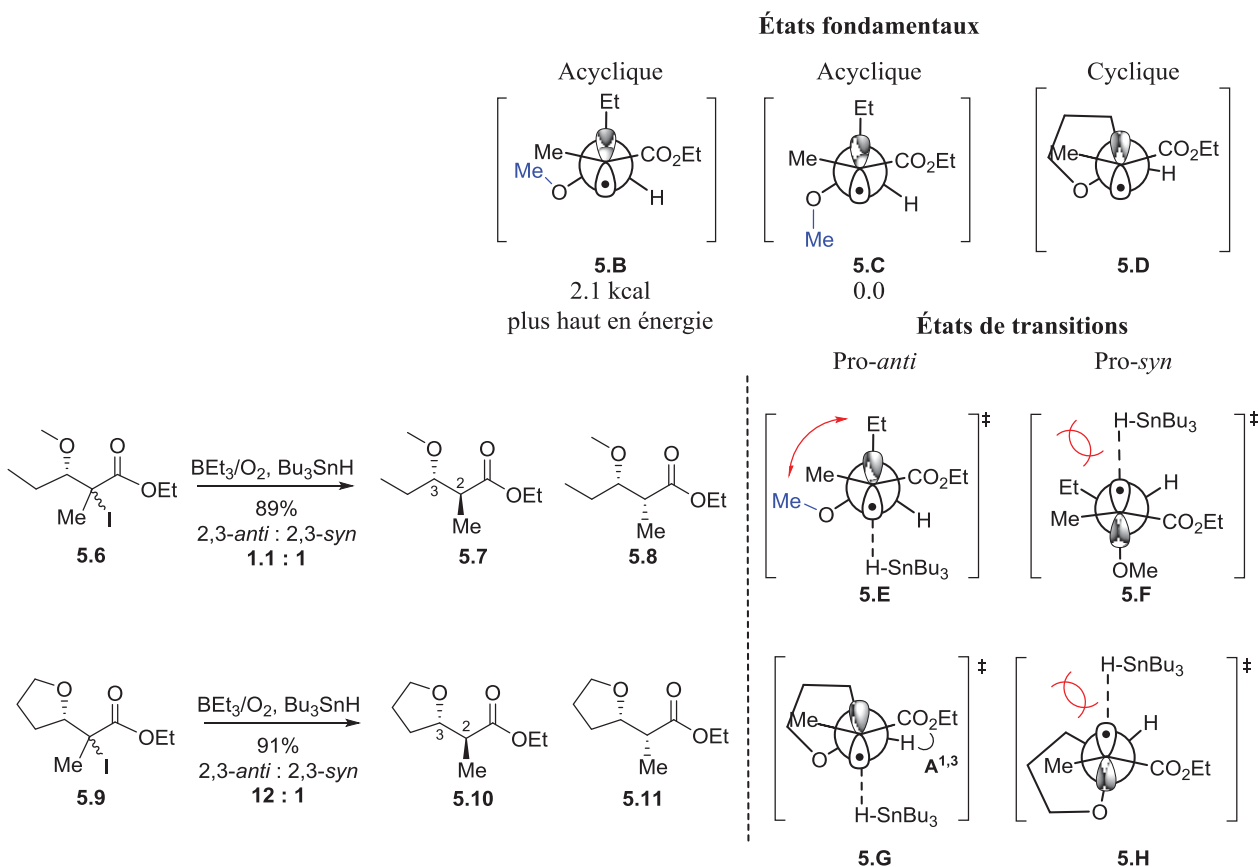 États fondamentaux
Acyclique
Acyclique
Cyclique
Et
Me
CO2Et
Me
O
H
5.B
2.1 kcal
plus haut en énergie
Et
Me
CO2Et
O
H
Me
5.C
0.0
Me
CO2Et
H
O
5.D
États de transitions
Pro-anti
Pro-syn
O
O
OEt
Me
I
5.6
BEt3/O2, Bu3SnH
89%
2,3-anti : 2,3-syn
1.1 : 1
O
O
2
3
OEt
Me
5.7
O
O
OEt
Me
5.8
‡
Et
Me
CO2Et
Me
O
H
H-SnBu3
5.E
‡
H-SnBu3
Et
H
Me
CO2Et
OMe
5.F
O
O
OEt
Me
I
5.9
BEt3/O2, Bu3SnH
91%
2,3-anti : 2,3-syn
12 : 1
O
O
2
3
OEt
Me
5.10
O
O
OEt
Me
5.11
‡
Me
CO2Et
H
O
A1,3
H-SnBu3
5.G
‡
H-SnBu3
H
Me
CO2Et
O
5.H